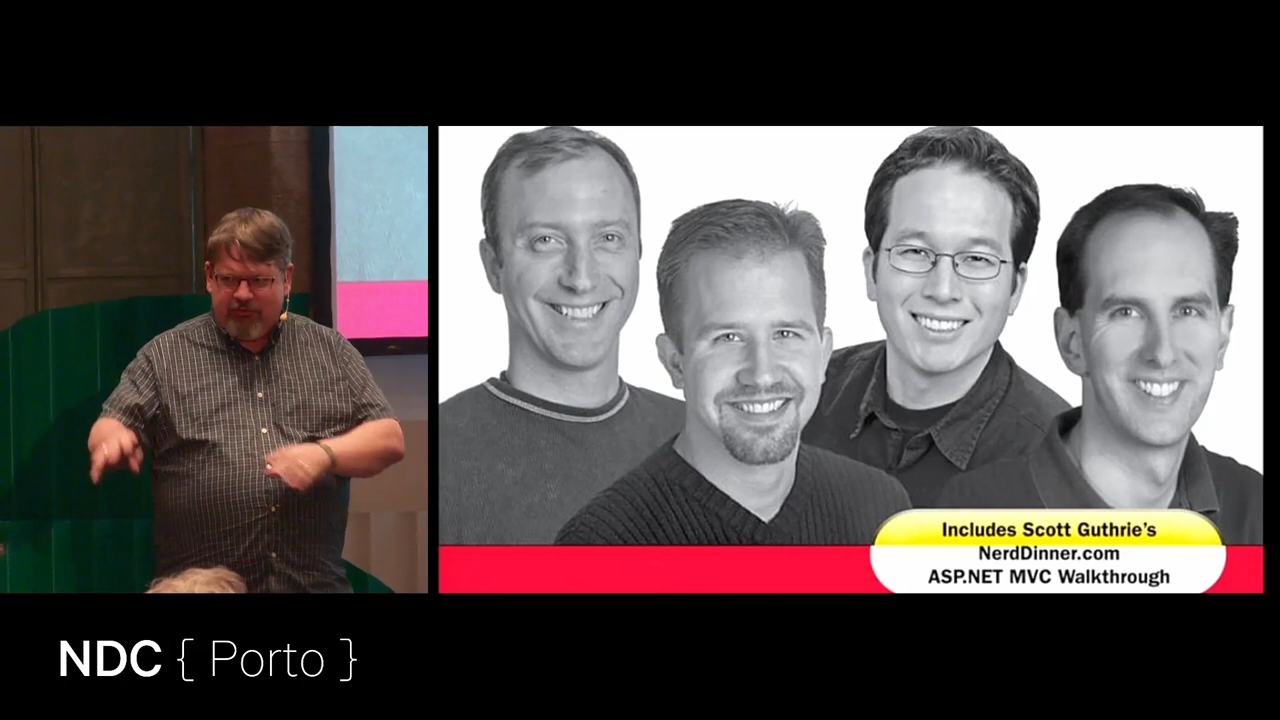 Includes Scott Guthrie's
NerdDinner.com
ASP.NET MVC Walkthrough
NDC { Porto }